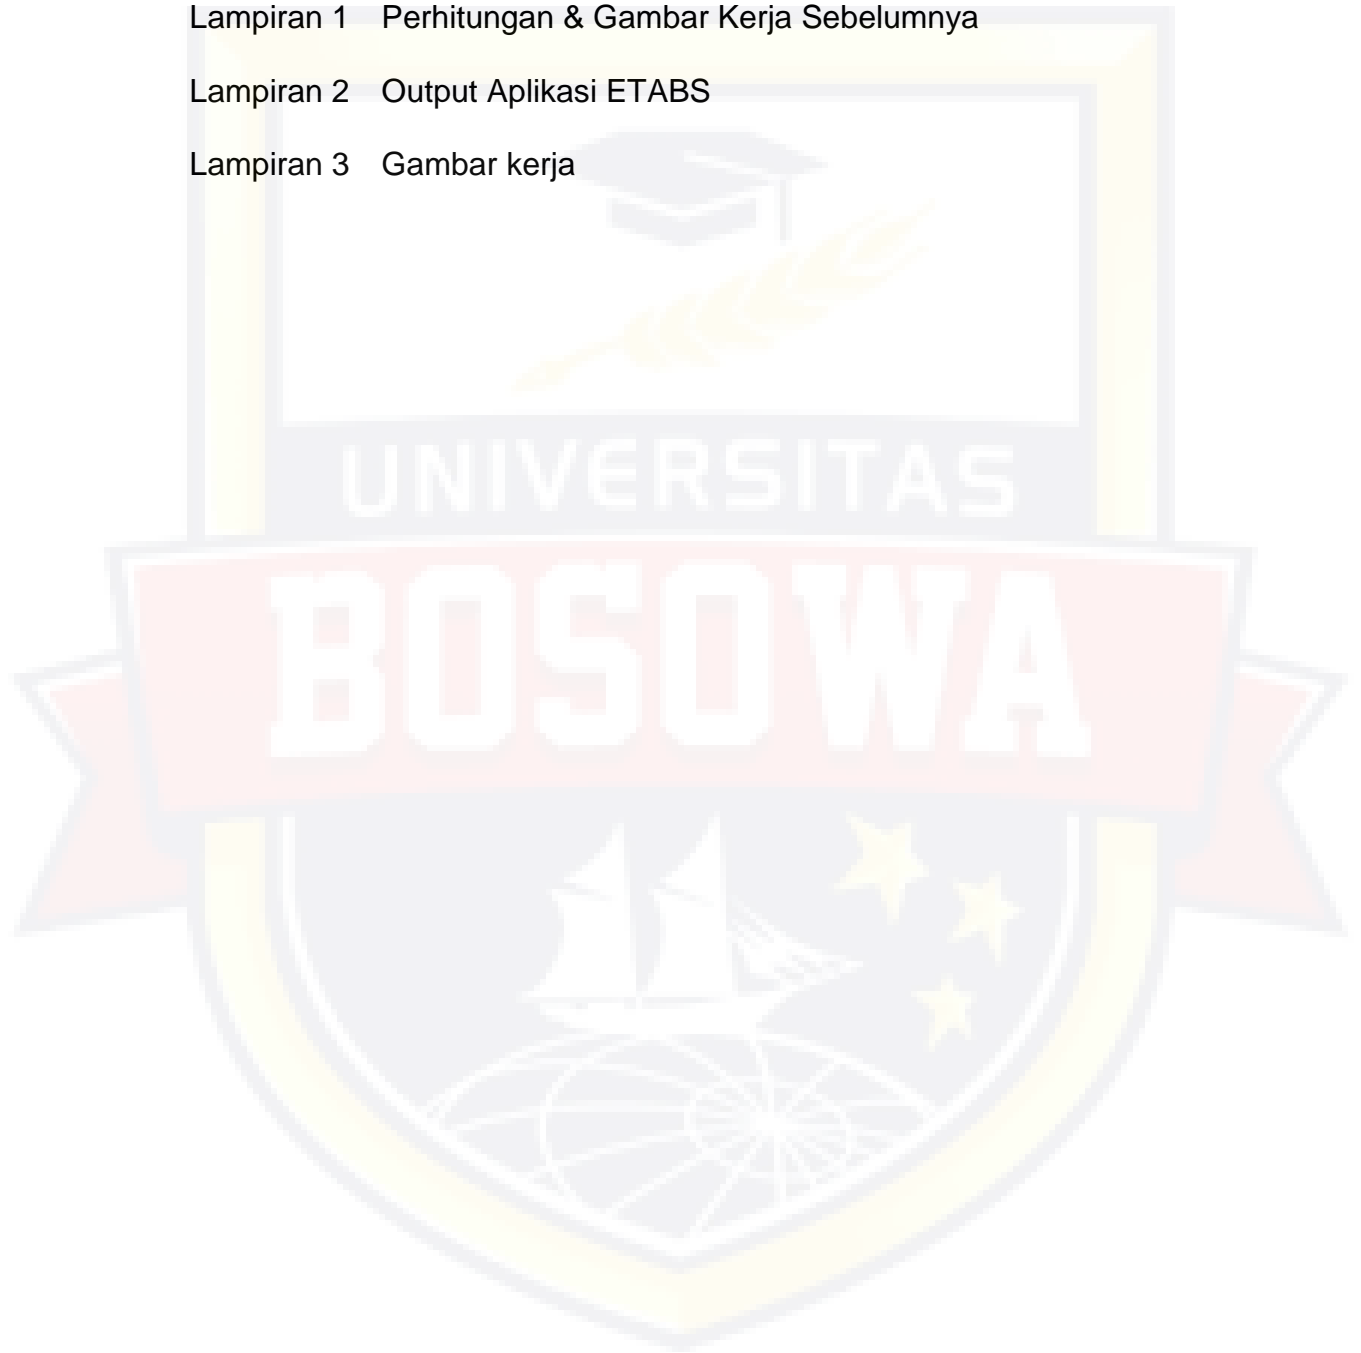 Lampiran 1 Perhitungan & Gambar Kerja Sebelumnya
Lampiran 2 Output Aplikasi ETABS
Lampiran 3 Gambar kerja
UNIVERSITAS
BOSOWA